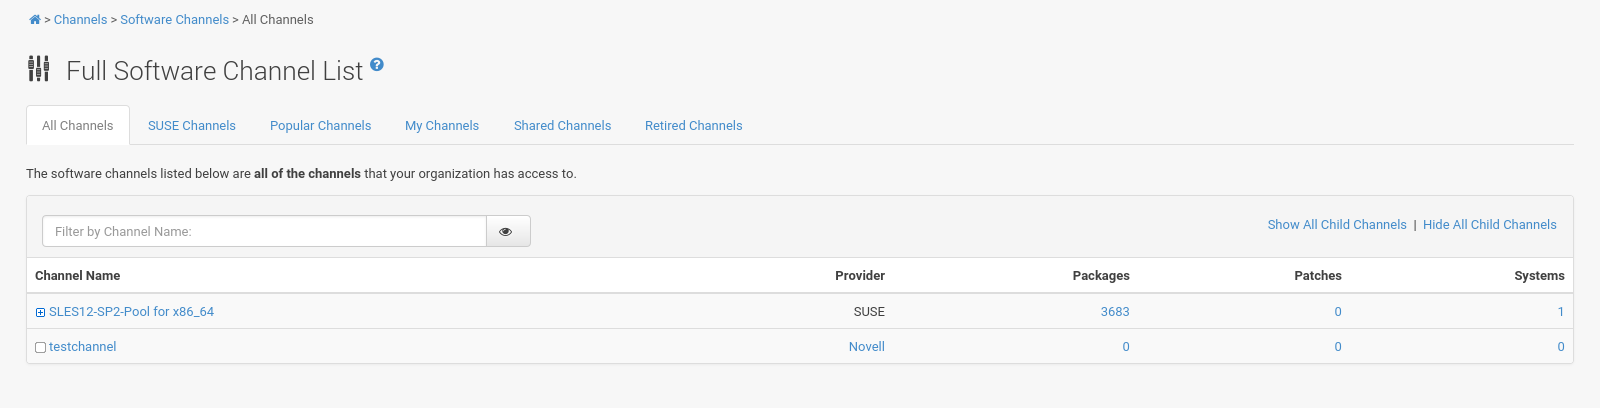 > Channels > Software Channels > All Channels
Full Software Channel List ?
All Channels SUSE Channels Popular Channels My Channels Shared Channels Retired Channels
The software channels listed below are all of the channels that your organization has access to.
Filter by Channel Name: Show All Child Channels | Hide All Child Channels
Channel Name Provider Packages Patches Systems
SLES12-SP2-Pool for x86_64 SUSE 3683 0 1
testchannel Novell 0 0 0